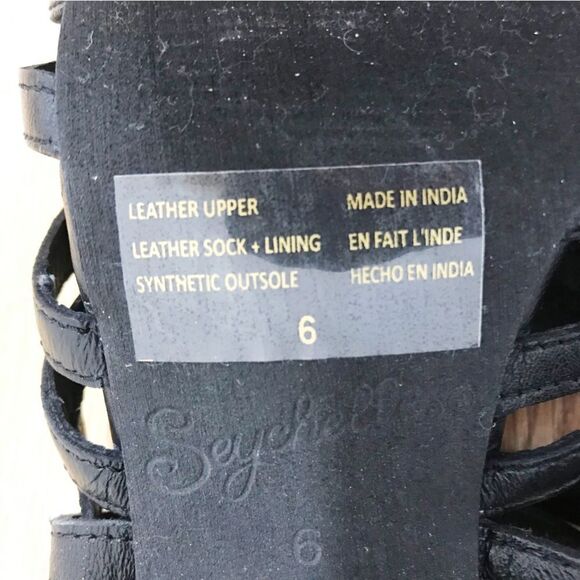 LEATHER UPPER MADE IN INDIA
LEATHER SOCK + LINING EN FAIT L'INDE
SYNTHETIC OUTSOLE HECHO EN INDIA
6
Seychelles
6